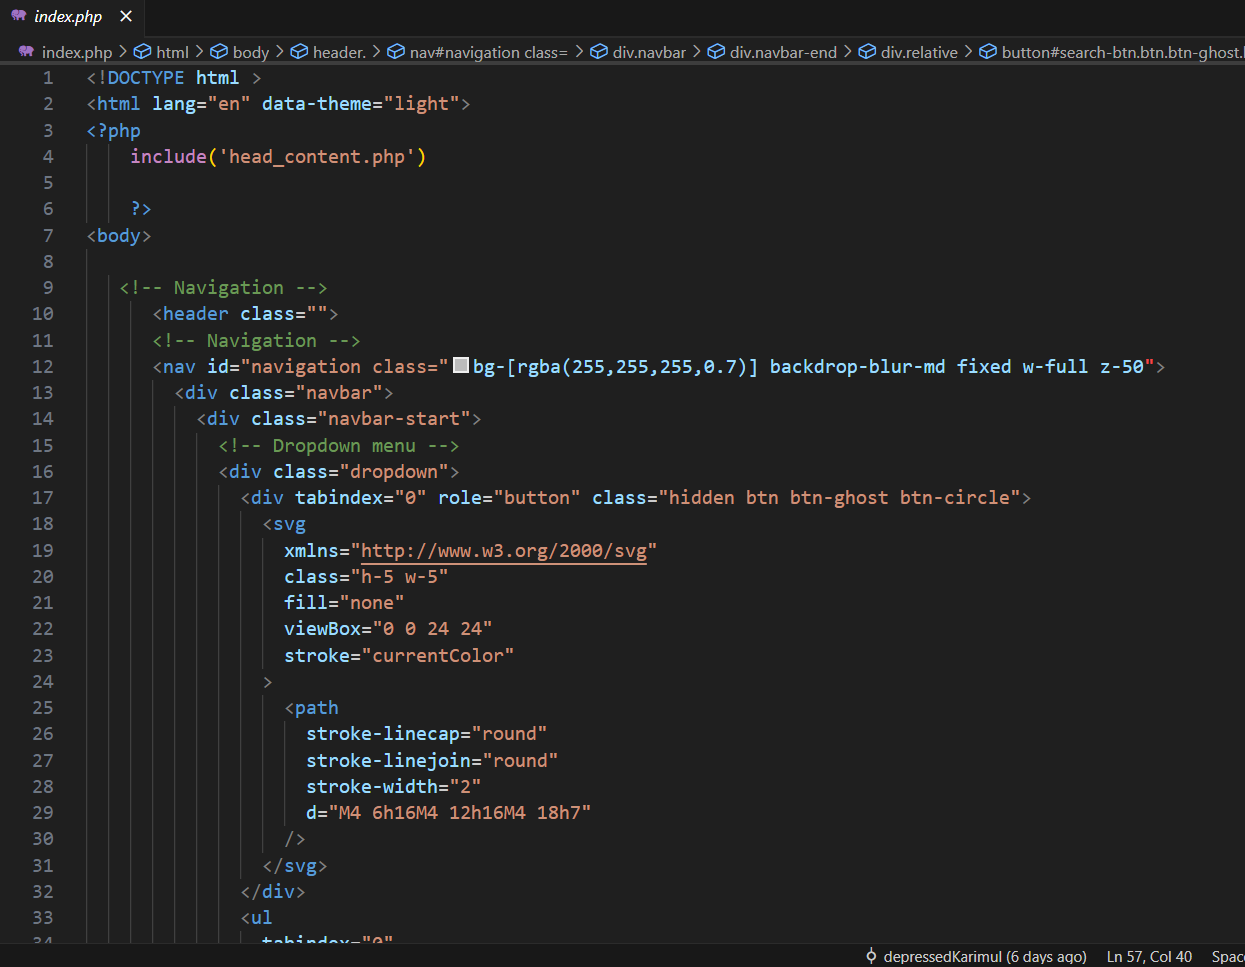 index.php
index.php > html > body > header. > nav#navigation class= > div.navbar > div.navbar-end > div.relative > button#search-btn.btn.btn-ghost.
1 <!DOCTYPE html >
2 <html lang="en" data-theme="light">
3 <?php
4 include('head_content.php')
5
6 ?>
7 <body>
8
9 <!-- Navigation -->
10 <header class="">
11 <!-- Navigation -->
12 <nav id="navigation class="bg-[rgba(255,255,255,0.7)] backdrop-blur-md fixed w-full z-50">
13 <div class="navbar">
14 <div class="navbar-start">
15 <!-- Dropdown menu -->
16 <div class="dropdown">
17 <div tabindex="0" role="button" class="hidden btn btn-ghost btn-circle">
18 <svg
19 xmlns="http://www.w3.org/2000/svg"
20 class="h-5 w-5"
21 fill="none"
22 viewBox="0 0 24 24"
23 stroke="currentColor"
24 >
25 <path
26 stroke-linecap="round"
27 stroke-linejoin="round"
28 stroke-width="2"
29 d="M4 6h16M4 12h16M4 18h7"
30 />
31 </svg>
32 </div>
33 <ul
34 tabindex="0"
depressedKarimul (6 days ago) Ln 57, Col 40 Spac